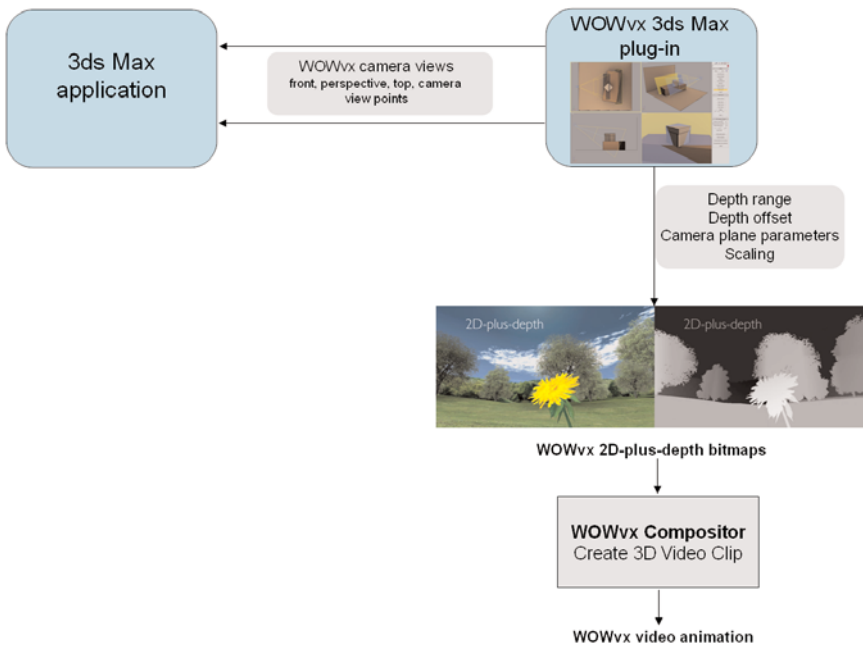 3ds Max
application
WOWvx camera views
front, perspective, top, camera
view points
WOWvx 3ds Max
plug-in
Depth range
Depth offset
Camera plane parameters
Scaling
2D-plus-depth
2D-plus-depth
WOWvx 2D-plus-depth bitmaps
WOWvx Compositor
Create 3D Video Clip
WOWvx video animation